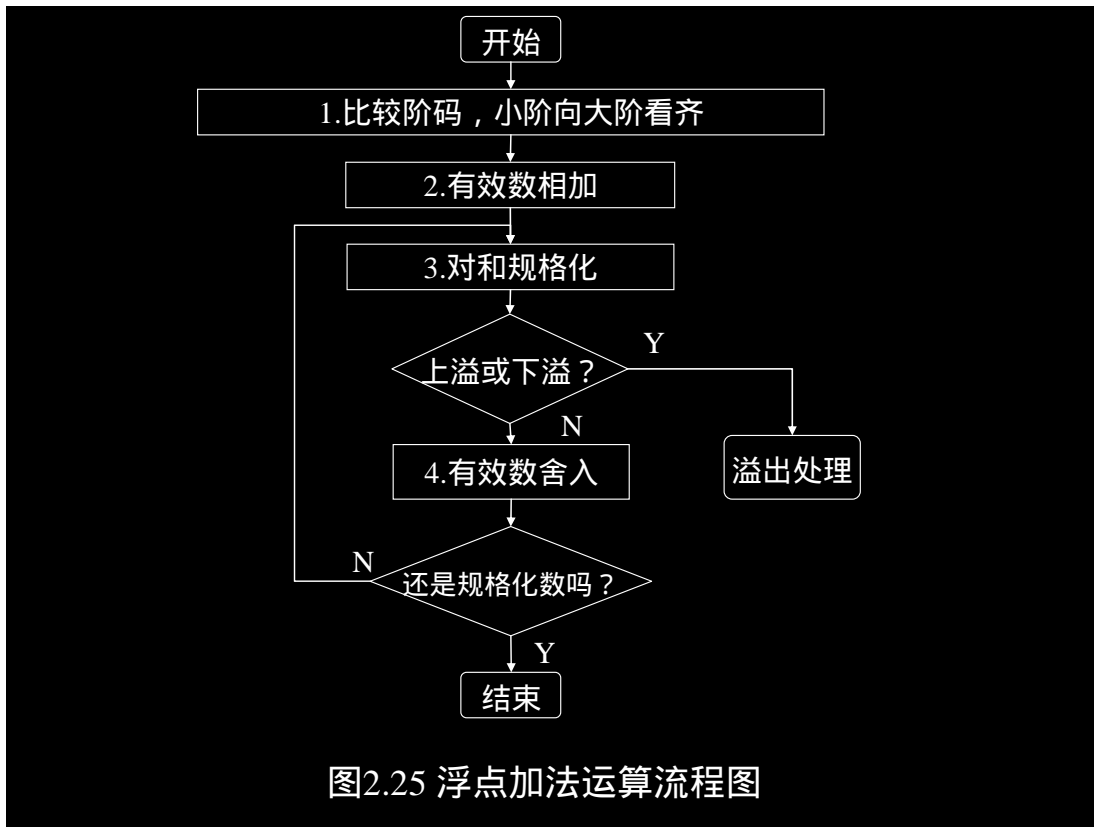 开始
1.比较阶码，小阶向大阶看齐
2.有效数相加
3.对和规格化
上溢或下溢？
Y
N
4.有效数舍入
溢出处理
N
还是规格化数吗？
Y
结束
图2.25 浮点加法运算流程图